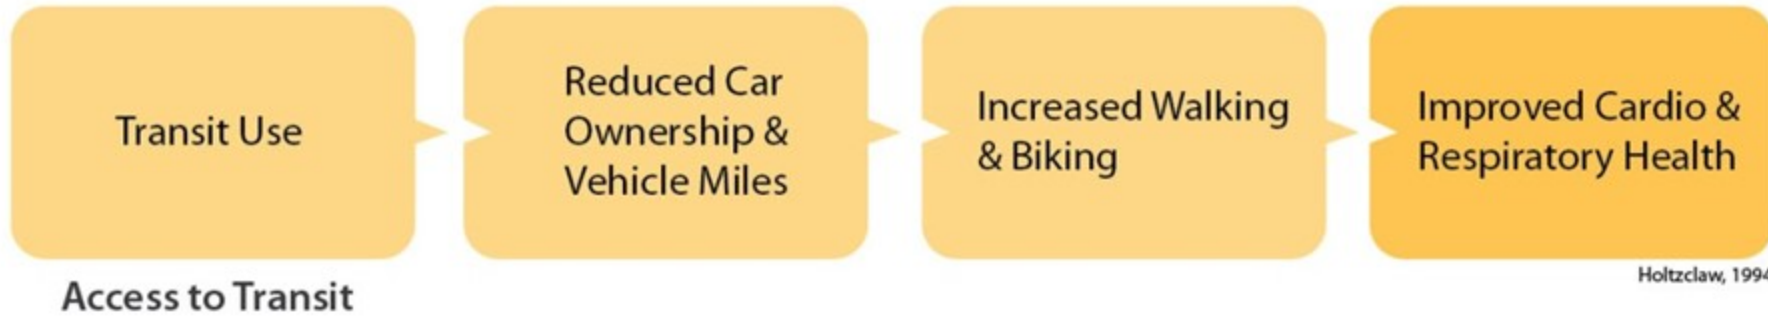 Transit Use
Reduced Car
Ownership &
Vehicle Miles
Increased Walking
& Biking
Improved Cardio &
Respiratory Health
Holtzclaw, 1994
Access to Transit